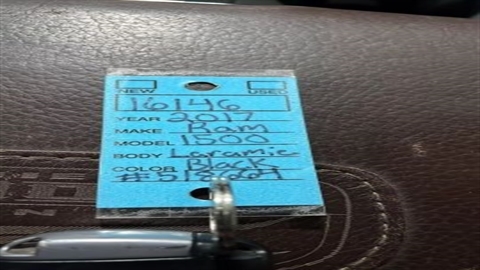 NEW USED
16146
YEAR 2017
MAKE Ram
MODEL 1500
BODY Laramie
COLOR Black